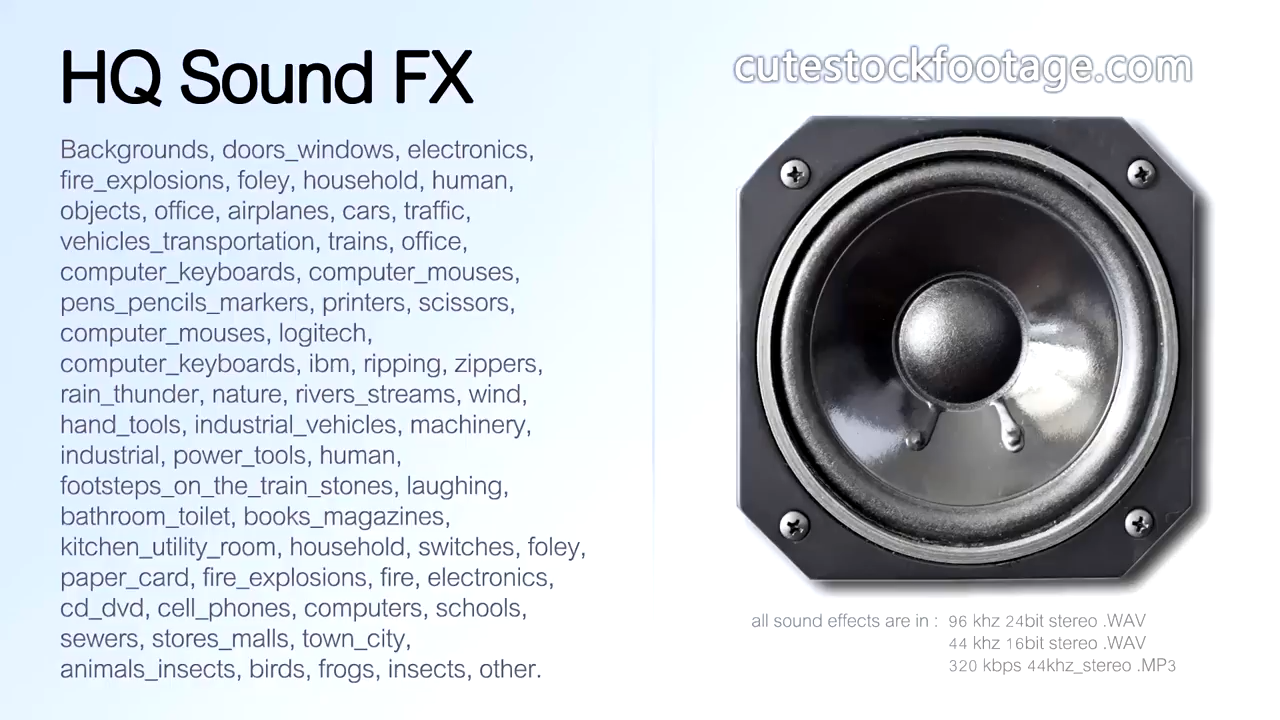 HQ Sound FX
Backgrounds, doors_windows, electronics,
fire_explosions, foley, household, human,
objects, office, airplanes, cars, traffic,
vehicles_transportation, trains, office,
computer_keyboards, computer_mouses,
pens_pencils_markers, printers, scissors,
computer_mouses, logitech,
computer_keyboards, ibm, ripping, zippers,
rain_thunder, nature, rivers_streams, wind,
hand_tools, industrial_vehicles, machinery,
industrial, power_tools, human,
footsteps_on_the_train_stones, laughing,
bathroom_toilet, books_magazines,
kitchen_utility_room, household, switches, foley,
paper_card, fire_explosions, fire, electronics,
cd_dvd, cell_phones, computers, schools,
sewers, stores_malls, town_city,
animals_insects, birds, frogs, insects, other.
cutestockfootage.com
all sound effects are in : 96 khz 24bit stereo .WAV
44 khz 16bit stereo .WAV
320 kbps 44khz_stereo .MP3